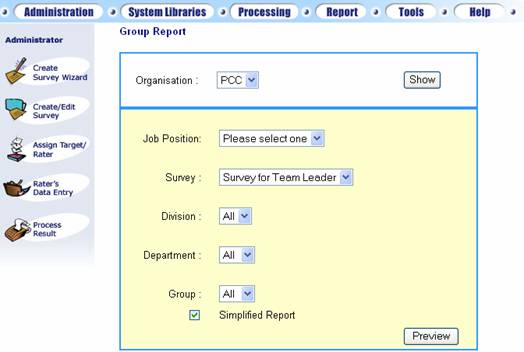 Administration System Libraries Processing Report Tools Help
Administrator
Create
Survey Wizard
Create/Edit
Survey
Assign Target/
Rater
Rater's
Data Entry
Process
Result
Group Report
Organisation : PCC Show
Job Position: Please select one
Survey : Survey for Team Leader
Division : All
Department : All
Group : All
Simplified Report
Preview